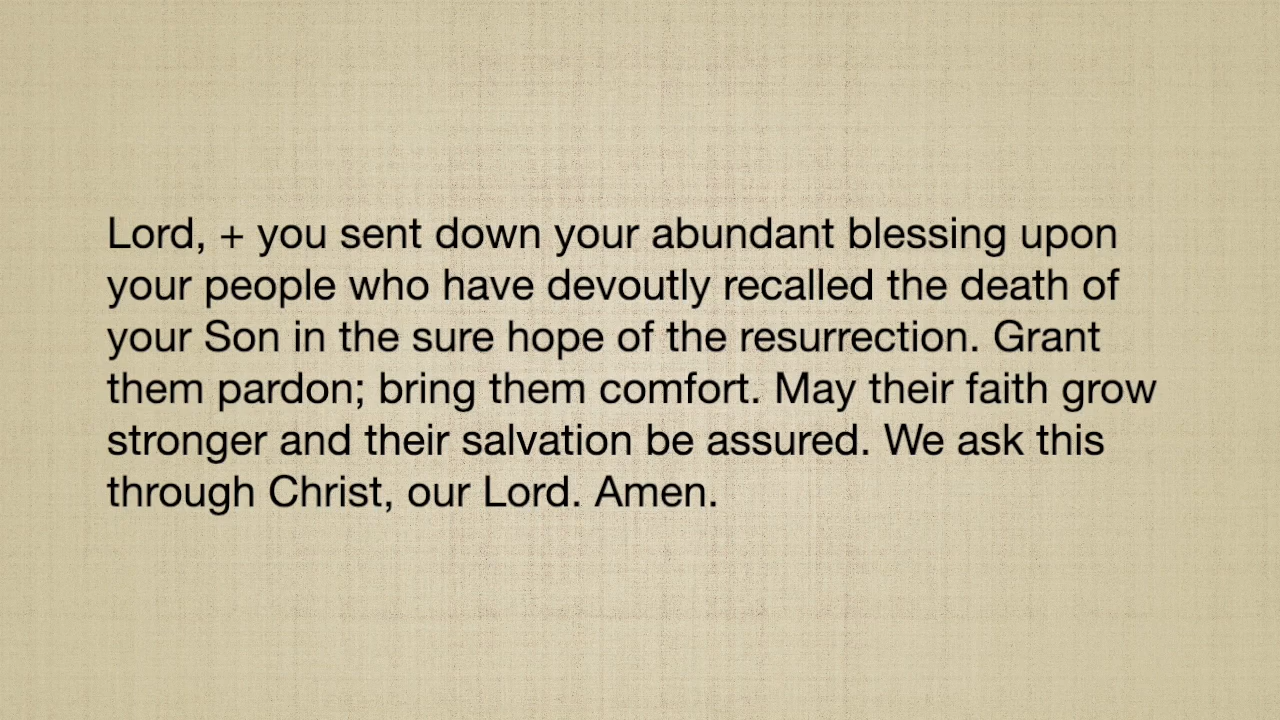 Lord, + you sent down your abundant blessing upon
your people who have devoutly recalled the death of
your Son in the sure hope of the resurrection. Grant
them pardon; bring them comfort. May their faith grow
stronger and their salvation be assured. We ask this
through Christ, our Lord. Amen.